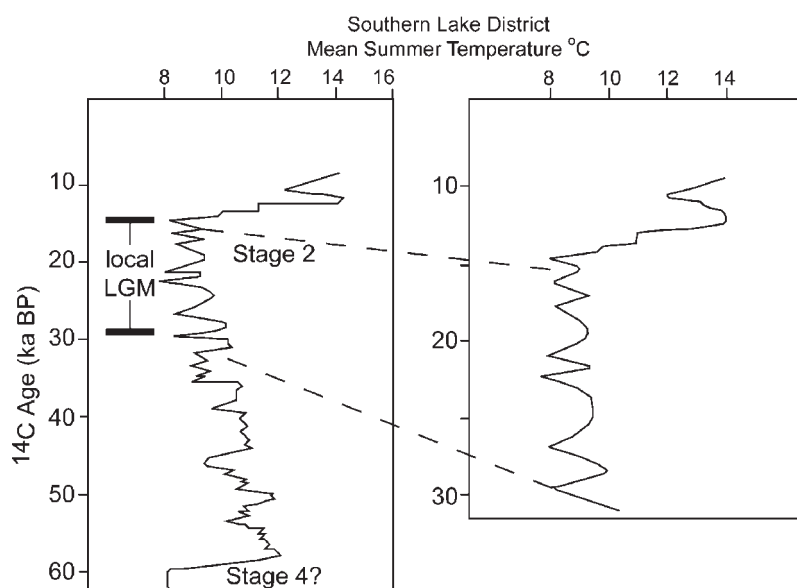 Southern Lake District
Mean Summer Temperature °C
8 10 12 14 16
8 10 12 14
14C Age (ka BP)
10
20
30
40
50
60
local
LGM
Stage 2
Stage 4?
10
20
30